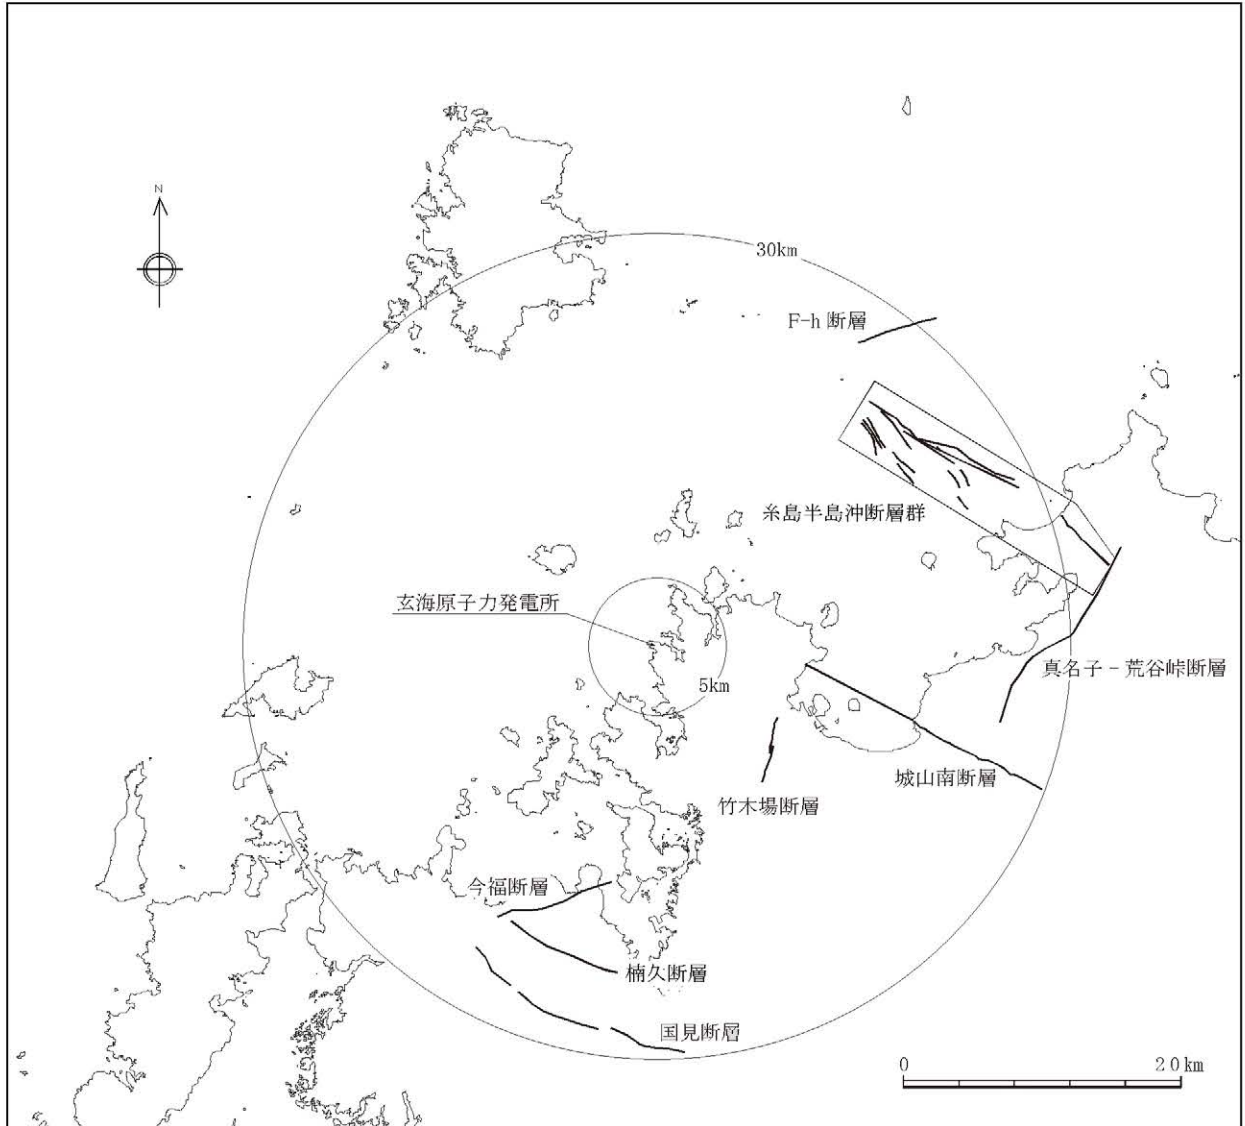 N
30km
F-h 断層
糸島半島沖断層群
玄海原子力発電所
5km
真名子－荒谷峠断層
城山南断層
竹木場断層
今福断層
楠久断層
国見断層
0 20km